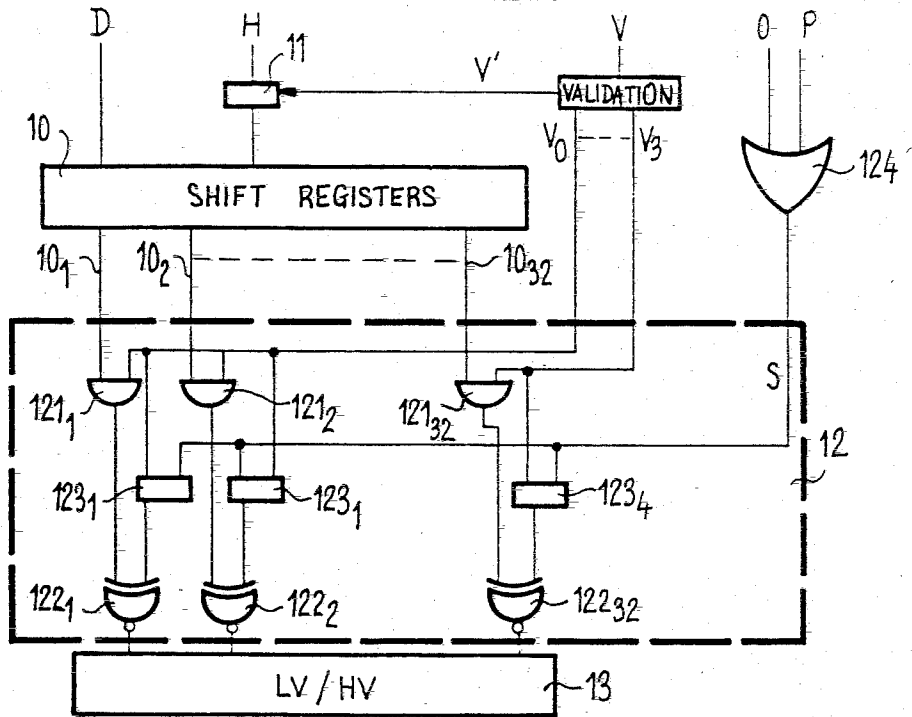 D H V O P
11
V'
VALIDATION
10
V₀ V₃
124
SHIFT REGISTERS
10₁ 10₂ 10₃₂
S
121₁ 121₂ 121₃₂
12
123₁ 123₁ 123₄
122₁ 122₂ 122₃₂
LV/HV
13